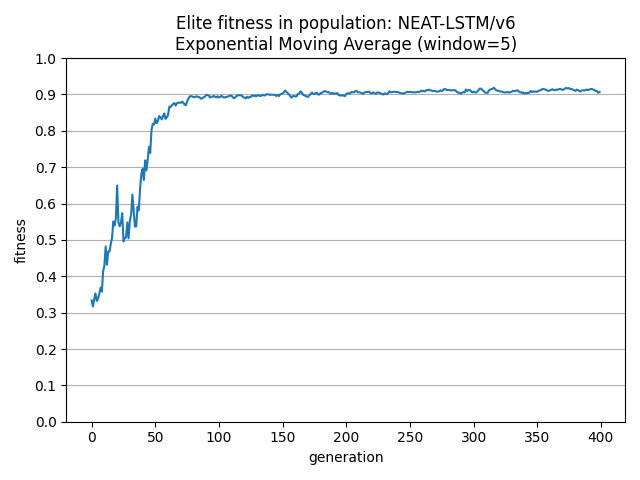 Elite fitness in population: NEAT-LSTM/v6
Exponential Moving Average (window=5)
1.0
0.9
0.8
0.7
0.6
0.5
0.4
0.3
0.2
0.1
0.0
fitness
0 50 100 150 200 250 300 350 400
generation